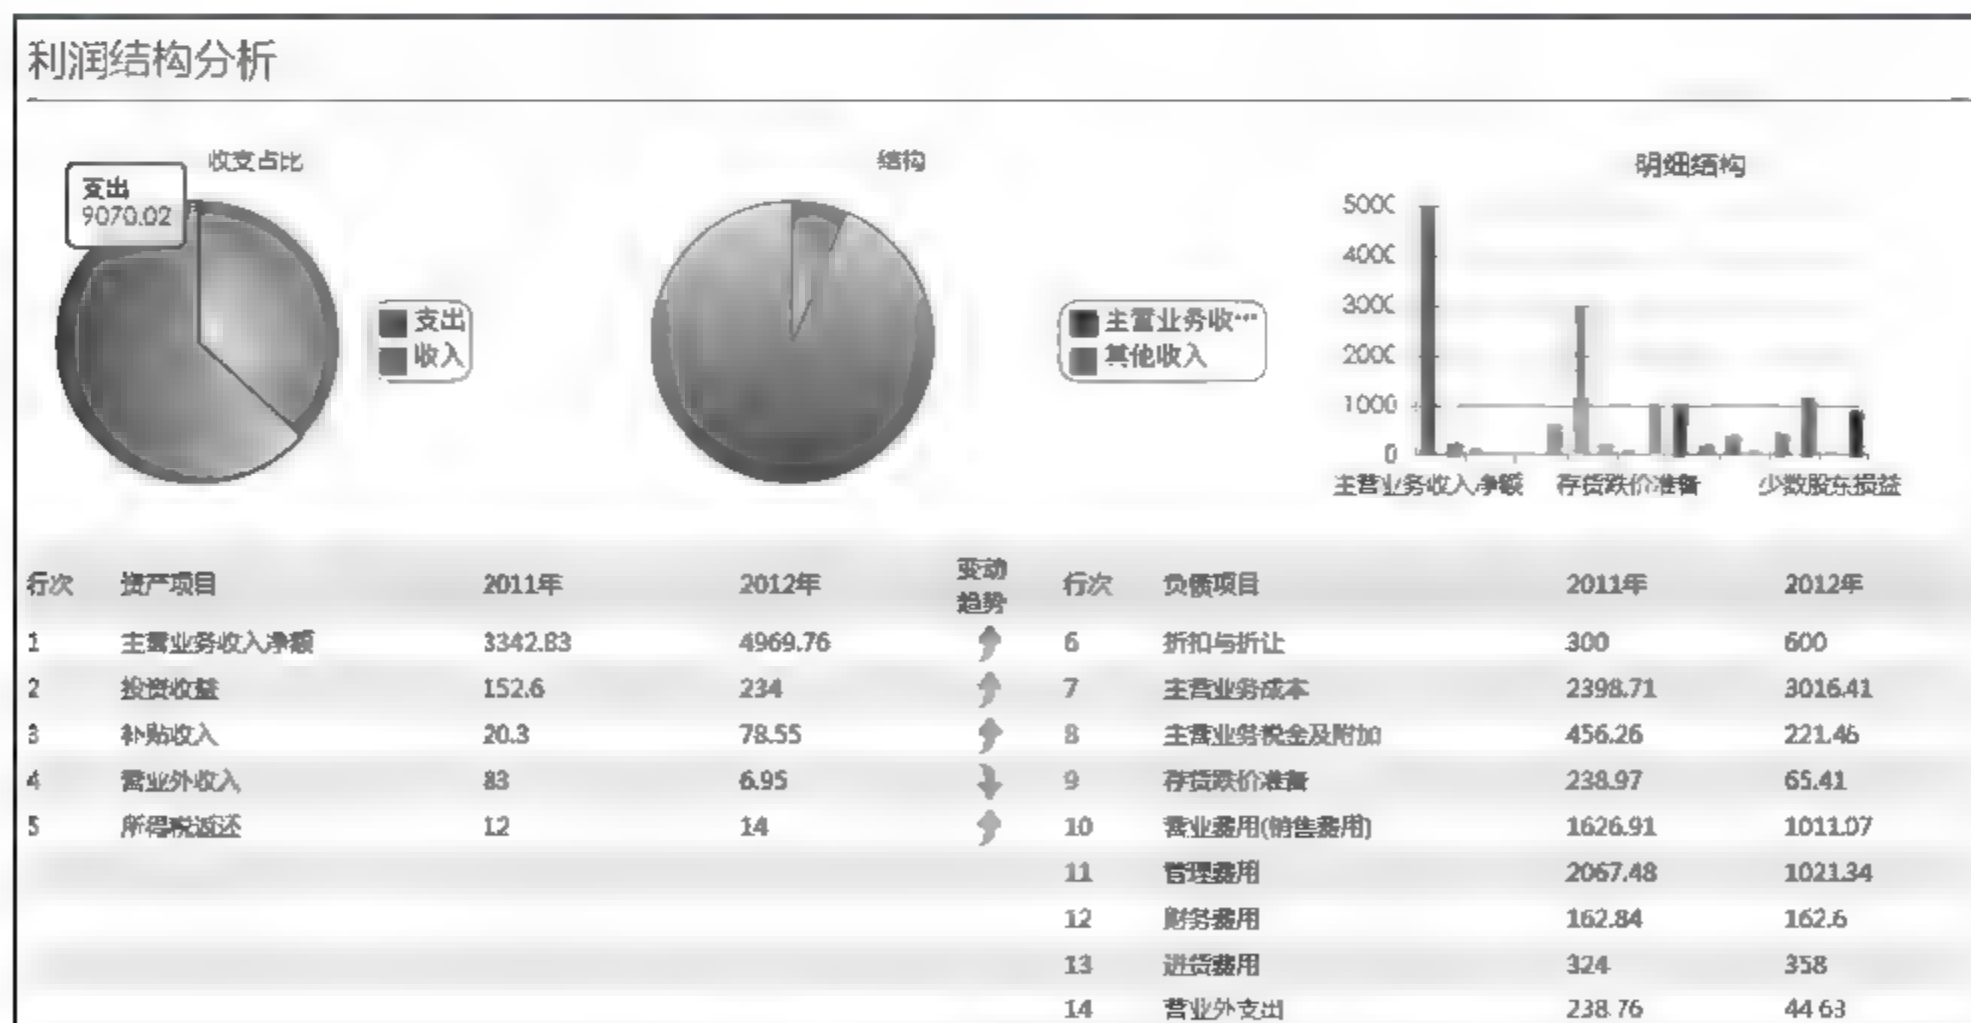 利润结构分析
收支占比
支出
9070.02
支出
收入
结构
主营业务收…
其他收入
明细结构
5000
4000
3000
2000
1000
0
主营业务收入净额 存货跌价准备 少数股东损益
行次 资产项目 2011年 2012年 变动趋势 行次 负债项目 2011年 2012年
1 主营业务收入净额 3342.83 4969.76 6 折扣与折让 300 600
2 投资收益 152.6 234 7 主营业务成本 2398.71 3016.41
3 补贴收入 20.3 78.55 8 主营业务税金及附加 456.26 221.46
4 营业外收入 83 6.95 9 存货跌价准备 238.97 65.41
5 所得税返还 12 14 10 营业费用(销售费用) 1626.91 1011.07
11 管理费用 2067.48 1021.34
12 财务费用 162.84 162.6
13 进货费用 324 358
14 营业外支出 238.76 44.63